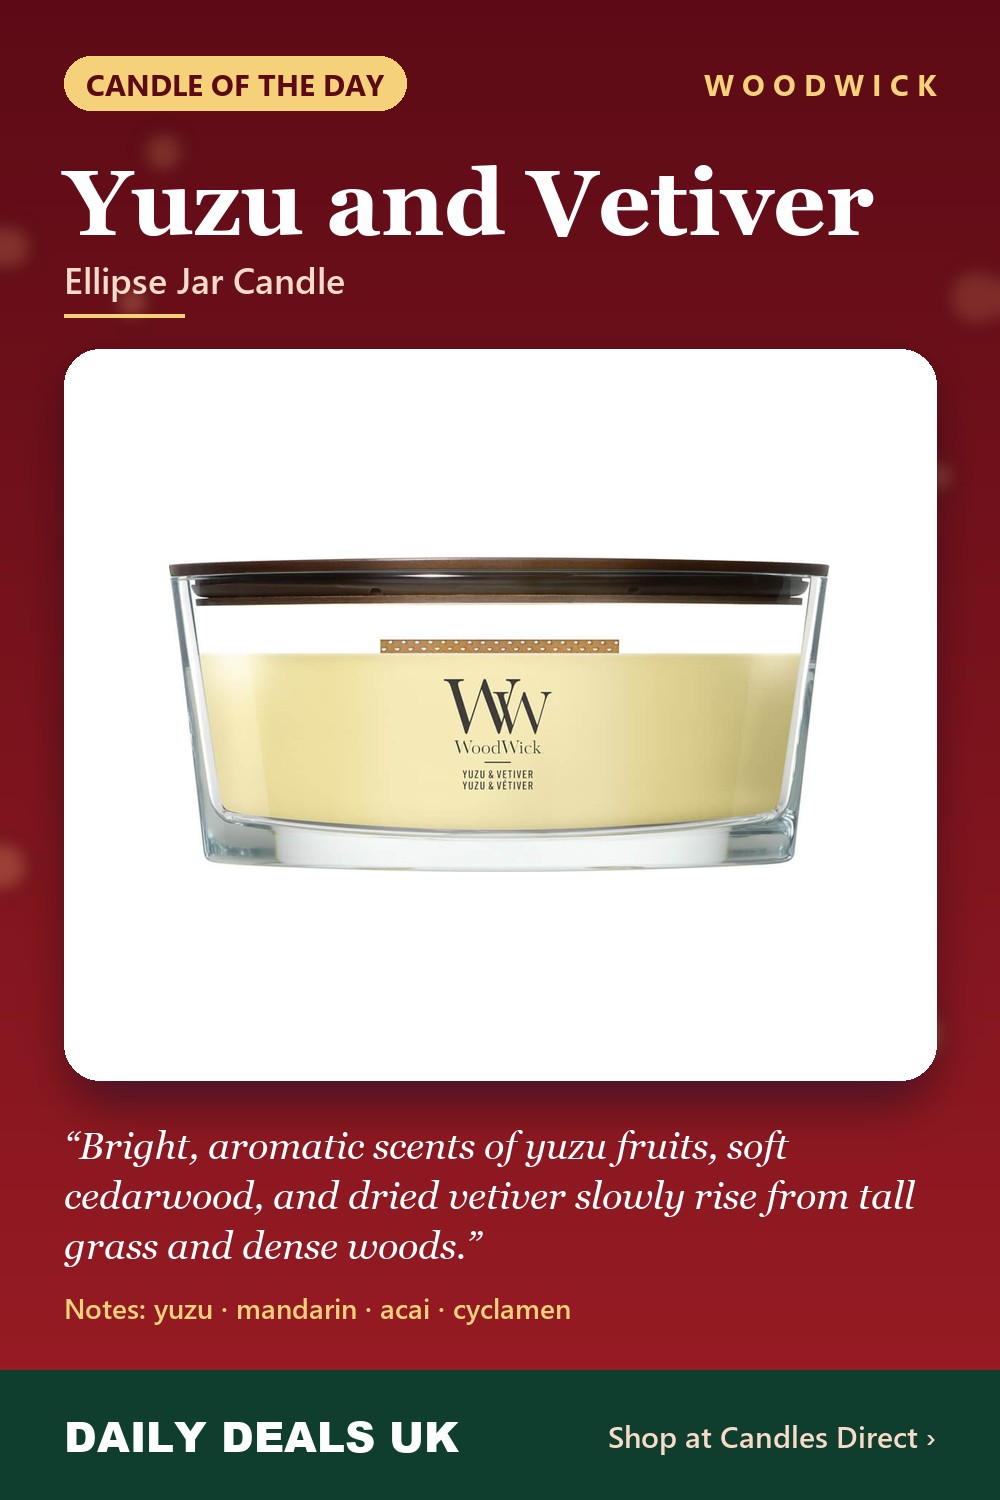 CANDLE OF THE DAY
WOODWICK
Yuzu and Vetiver
Ellipse Jar Candle
WW
WoodWick
YUZU & VETIVER
YUZU & VÉTIVER
“Bright, aromatic scents of yuzu fruits, soft
cedarwood, and dried vetiver slowly rise from tall
grass and dense woods.”
Notes: yuzu · mandarin · acai · cyclamen
DAILY DEALS UK
Shop at Candles Direct ›